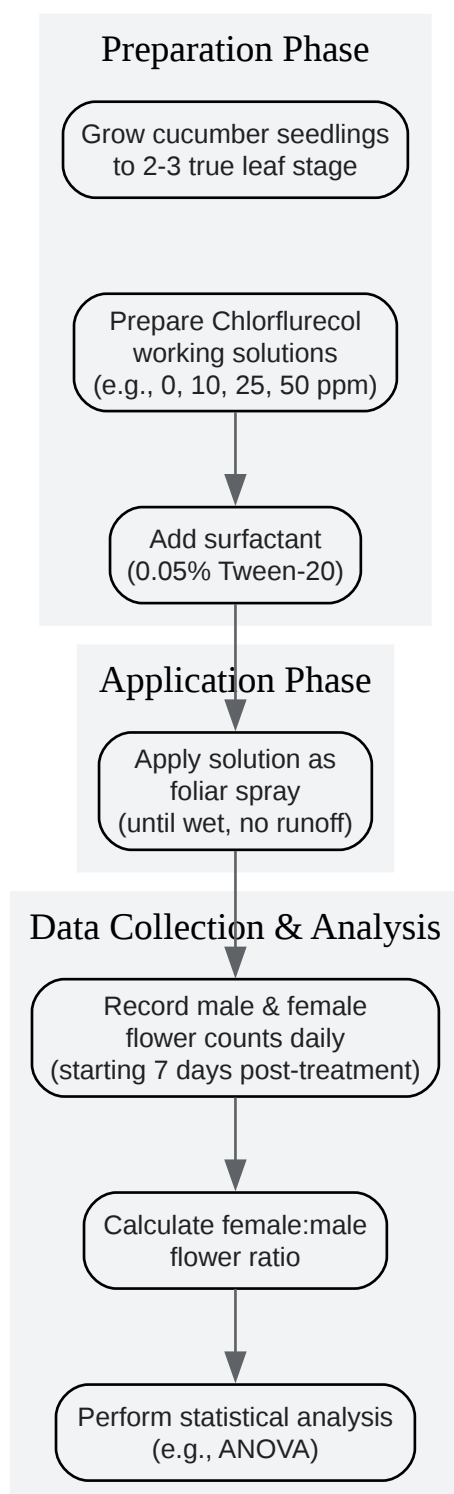 Preparation Phase
Grow cucumber seedlings
to 2-3 true leaf stage
Prepare Chlorflurecol
working solutions
(e.g., 0, 10, 25, 50 ppm)
Add surfactant
(0.05% Tween-20)
Application Phase
Apply solution as
foliar spray
(until wet, no runoff)
Data Collection & Analysis
Record male & female
flower counts daily
(starting 7 days post-treatment)
Calculate female:male
flower ratio
Perform statistical analysis
(e.g., ANOVA)